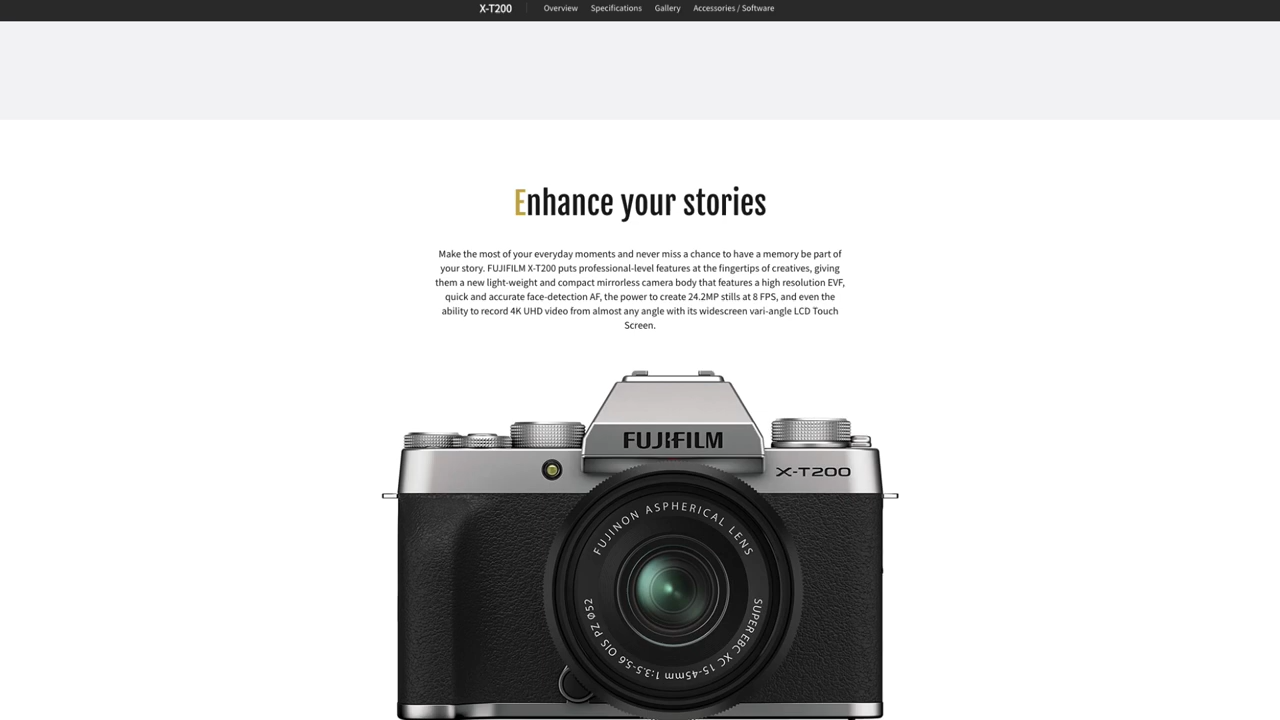 X-T200 Overview Specifications Gallery Accessories / Software
Enhance your stories
Make the most of your everyday moments and never miss a chance to have a memory be part of
your story. FUJIFILM X-T200 puts professional-level features at the fingertips of creatives, giving
them a new light-weight and compact mirrorless camera body that features a high resolution EVF,
quick and accurate face-detection AF, the power to create 24.2MP stills at 8 FPS, and even the
ability to record 4K UHD video from almost any angle with its widescreen vari-angle LCD Touch
Screen.
FUJIFILM
X-T200
FUJINON ASPHERICAL LENS
SUPER EBC XC 15-45mm 1:3.5-5.6 OIS PZ Ø52